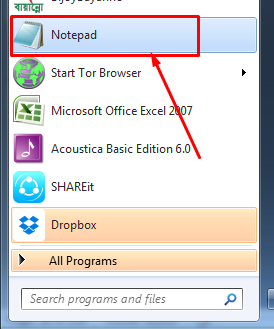 বায়ান্নো
Notepad
Start Tor Browser
Microsoft Office Excel 2007
Acoustica Basic Edition 6.0
SHAREit
Dropbox
All Programs
Search programs and files